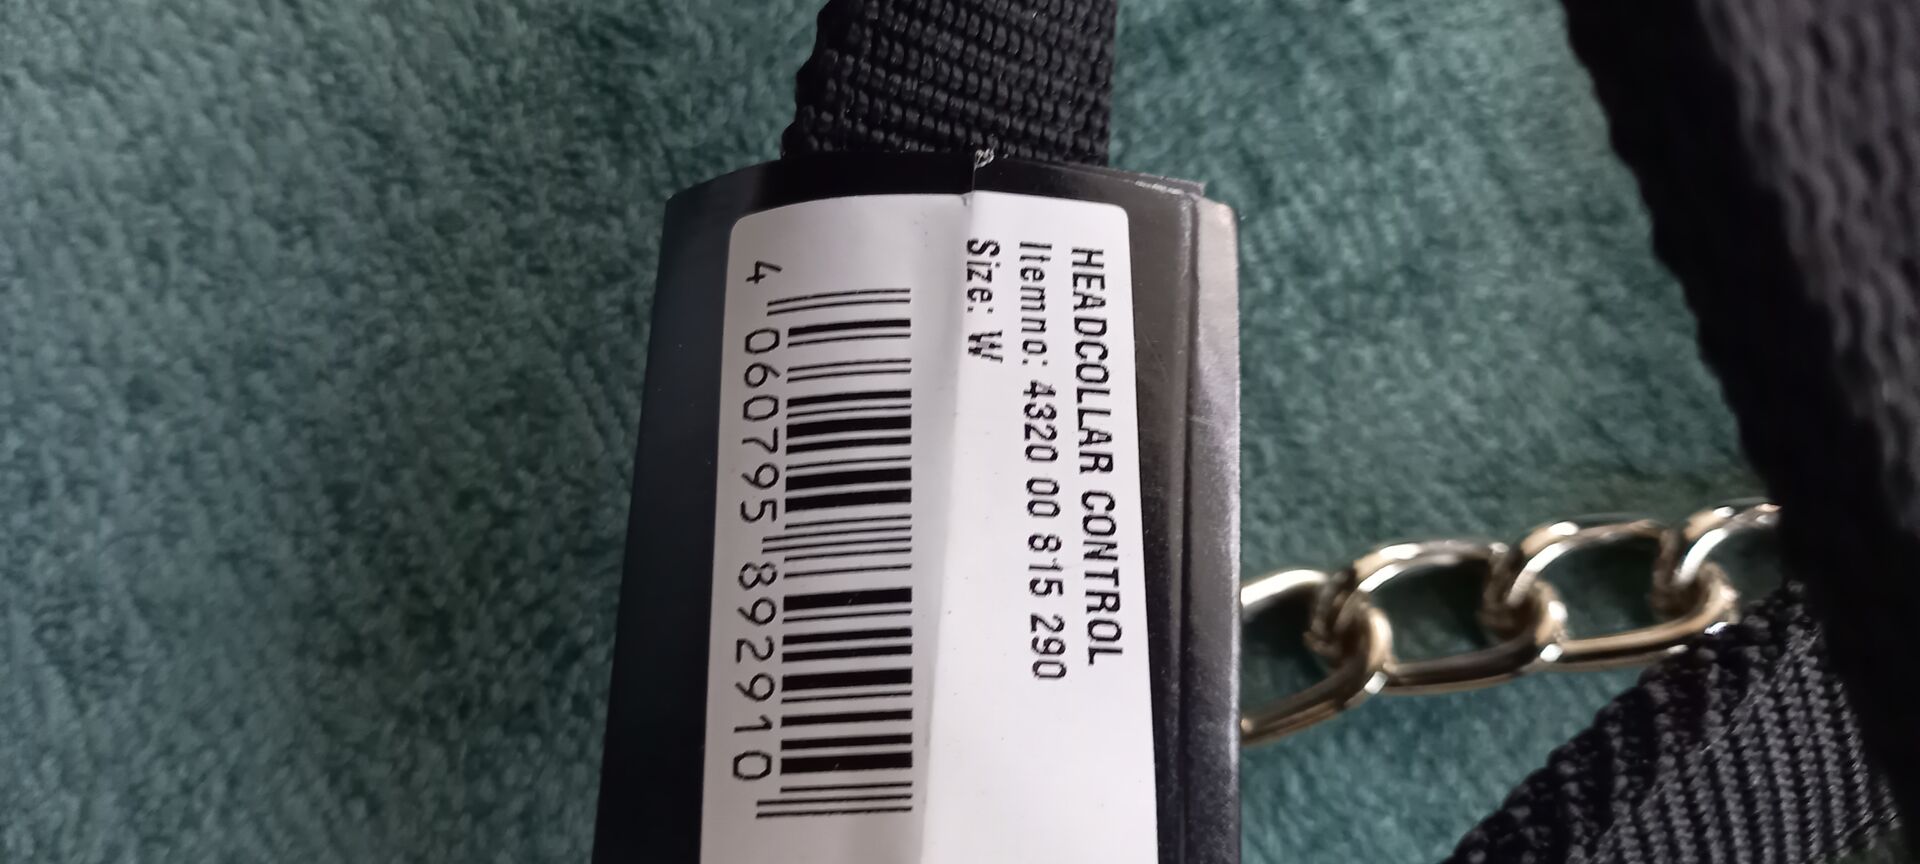 HEADCOLLAR CONTROL
Itemno: 4320 00 815 290
Size: W
4 060795 892910